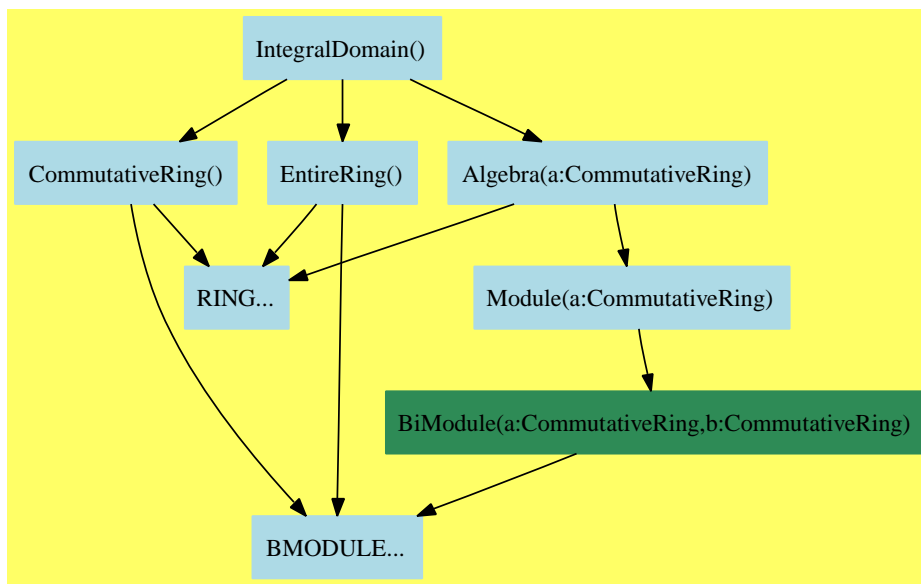 IntegralDomain()
CommutativeRing()
EntireRing()
Algebra(a:CommutativeRing)
RING...
Module(a:CommutativeRing)
BiModule(a:CommutativeRing,b:CommutativeRing)
BMODULE...